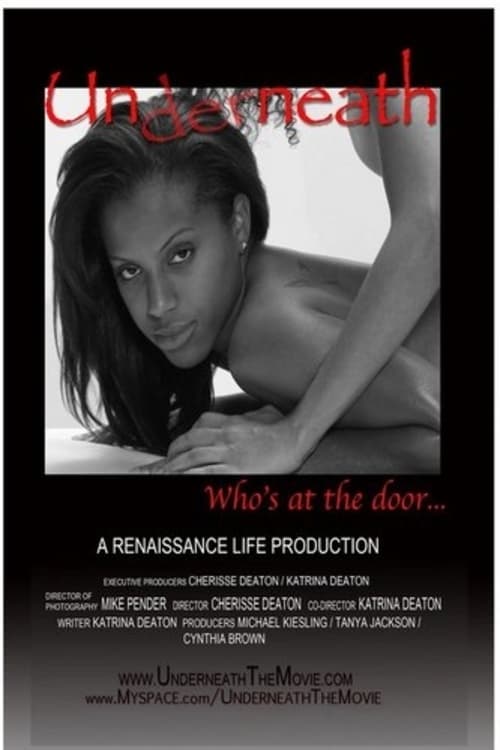 Underneath
Who's at the door...
A RENAISSANCE LIFE PRODUCTION
EXECUTIVE PRODUCERS CHERISSE DEATON / KATRINA DEATON
DIRECTOR OF
PHOTOGRAPHY MIKE PENDER DIRECTOR CHERISSE DEATON CO-DIRECTOR KATRINA DEATON
WRITER KATRINA DEATON PRODUCERS MICHAEL KIESLING / TANYA JACKSON /
CYNTHIA BROWN
www.UnderneathTheMovie.com
www.Myspace.com/UnderneathTheMovie